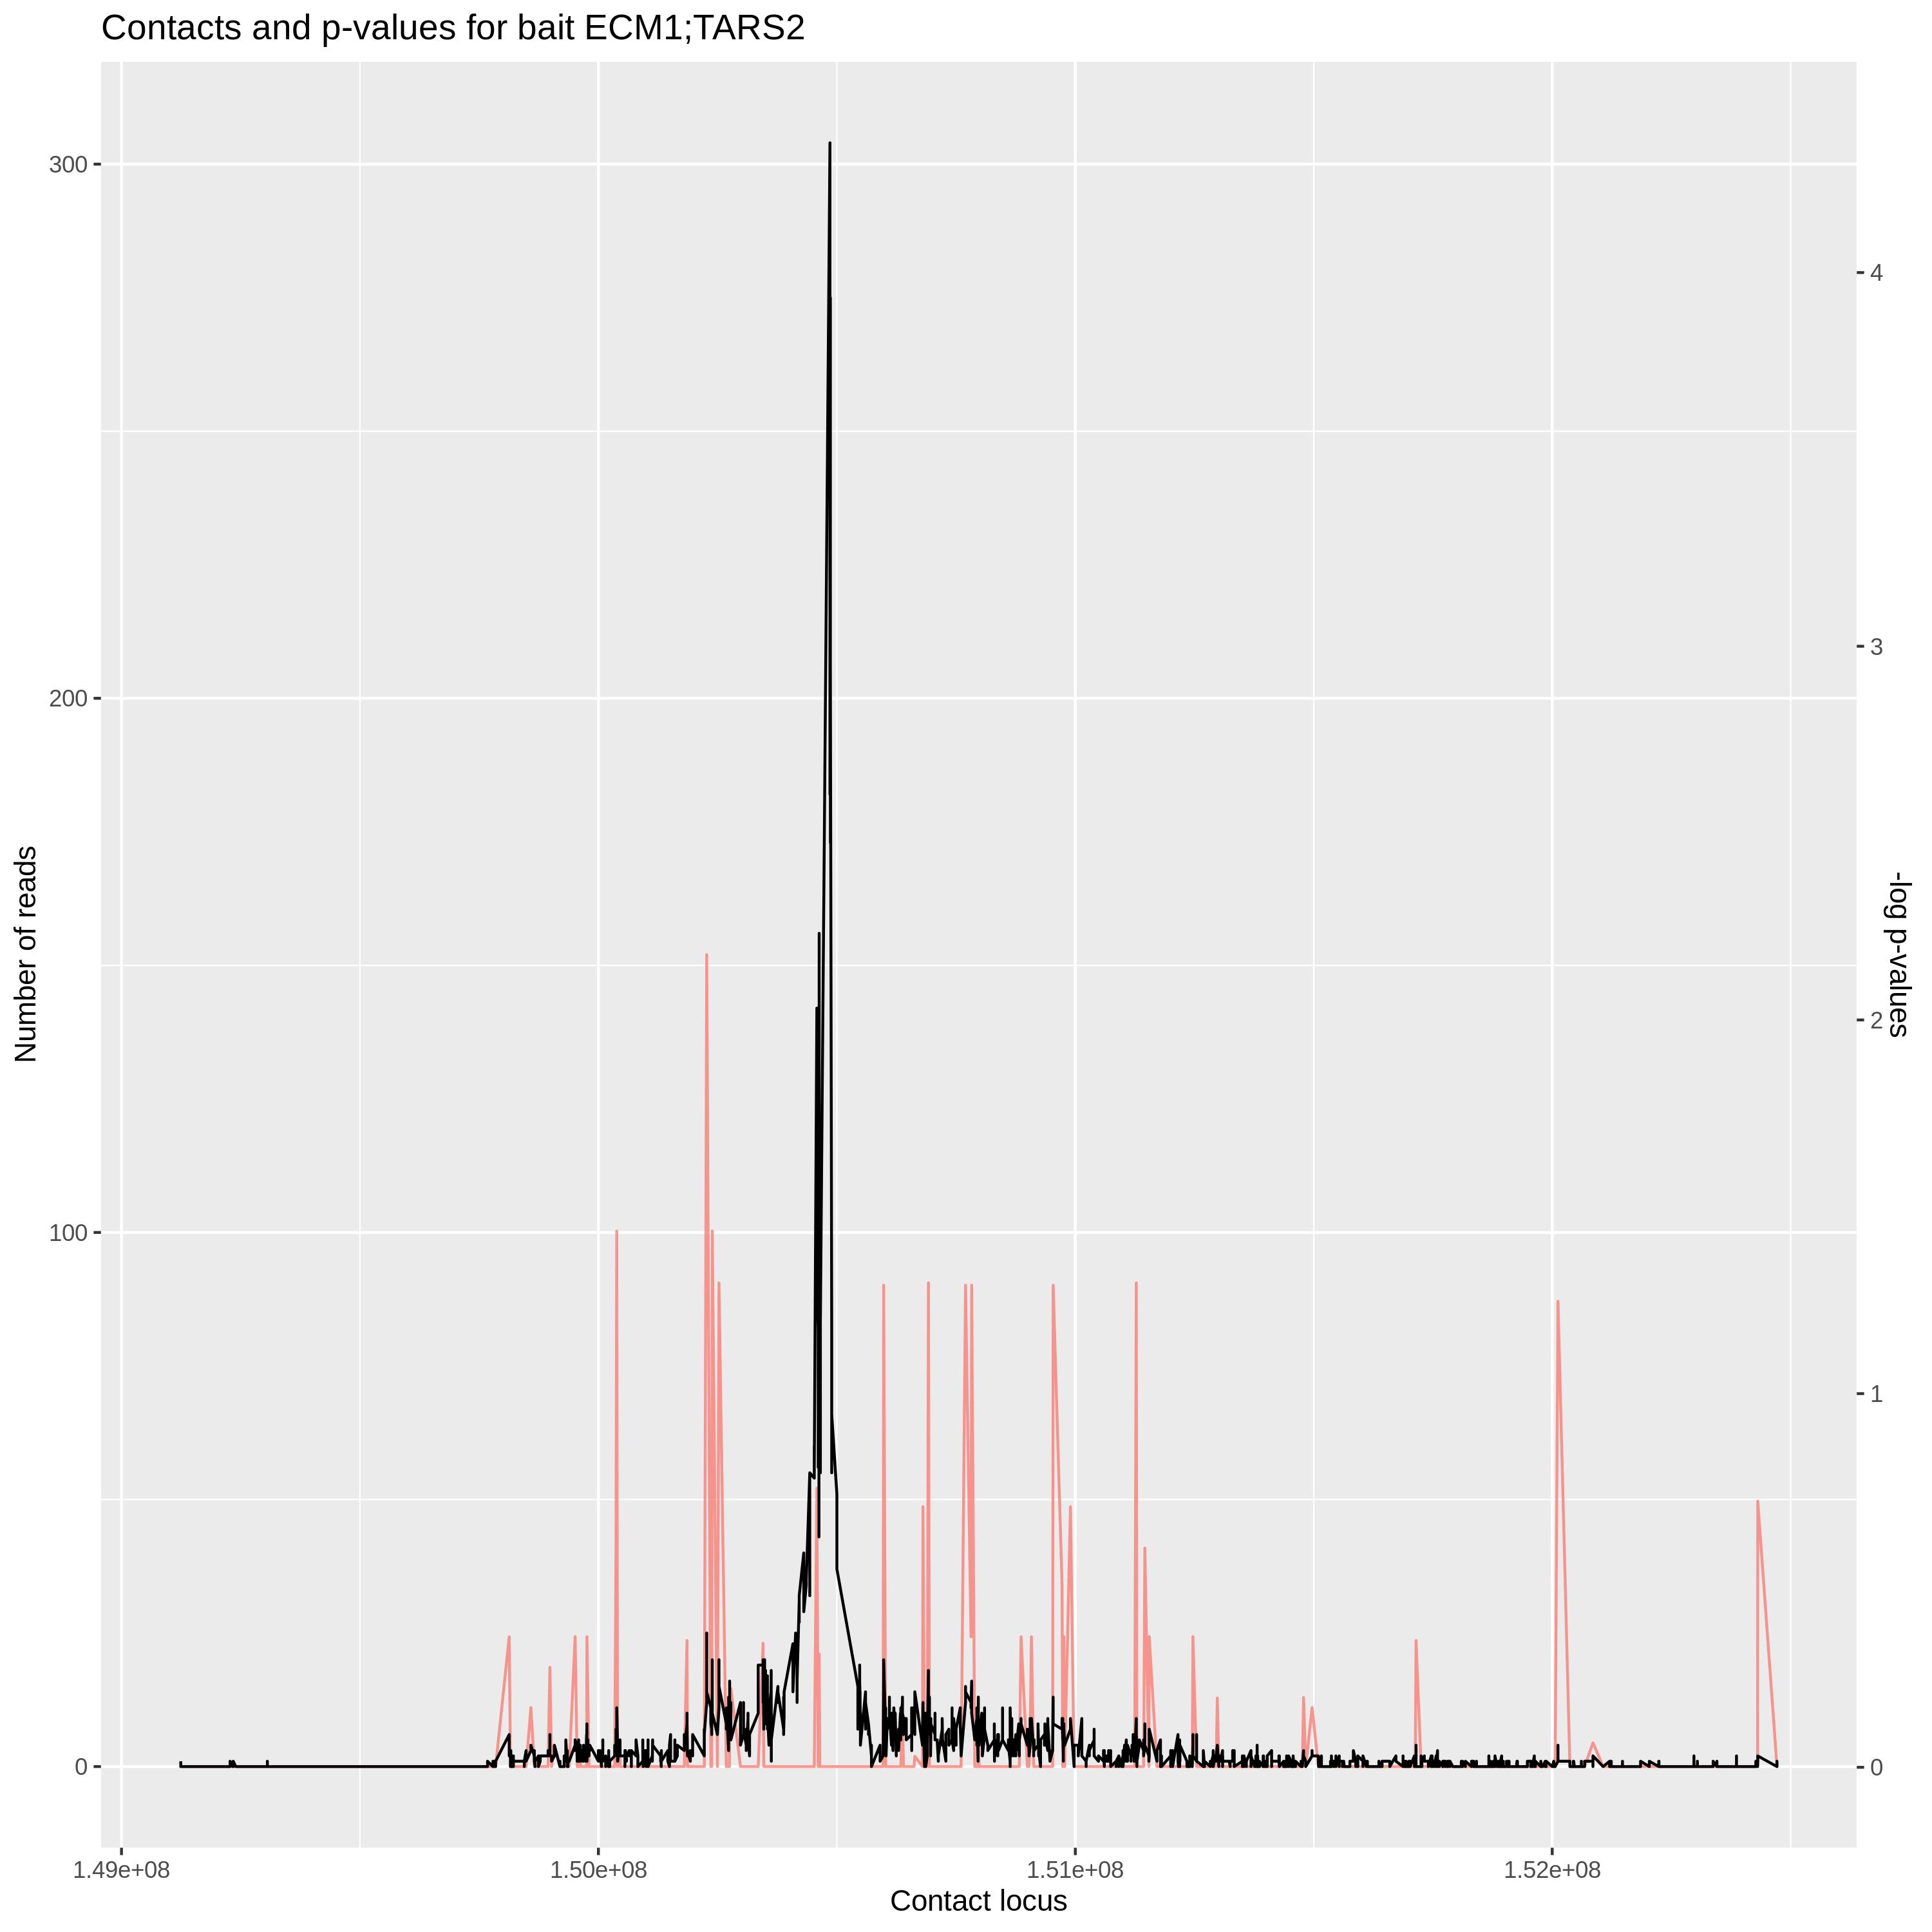 Contacts and p-values for bait ECM1;TARS2
300
200
100
0
Number of reads
4
3
2
1
0
-log p-values
1.49e+08
1.50e+08
1.51e+08
1.52e+08
Contact locus